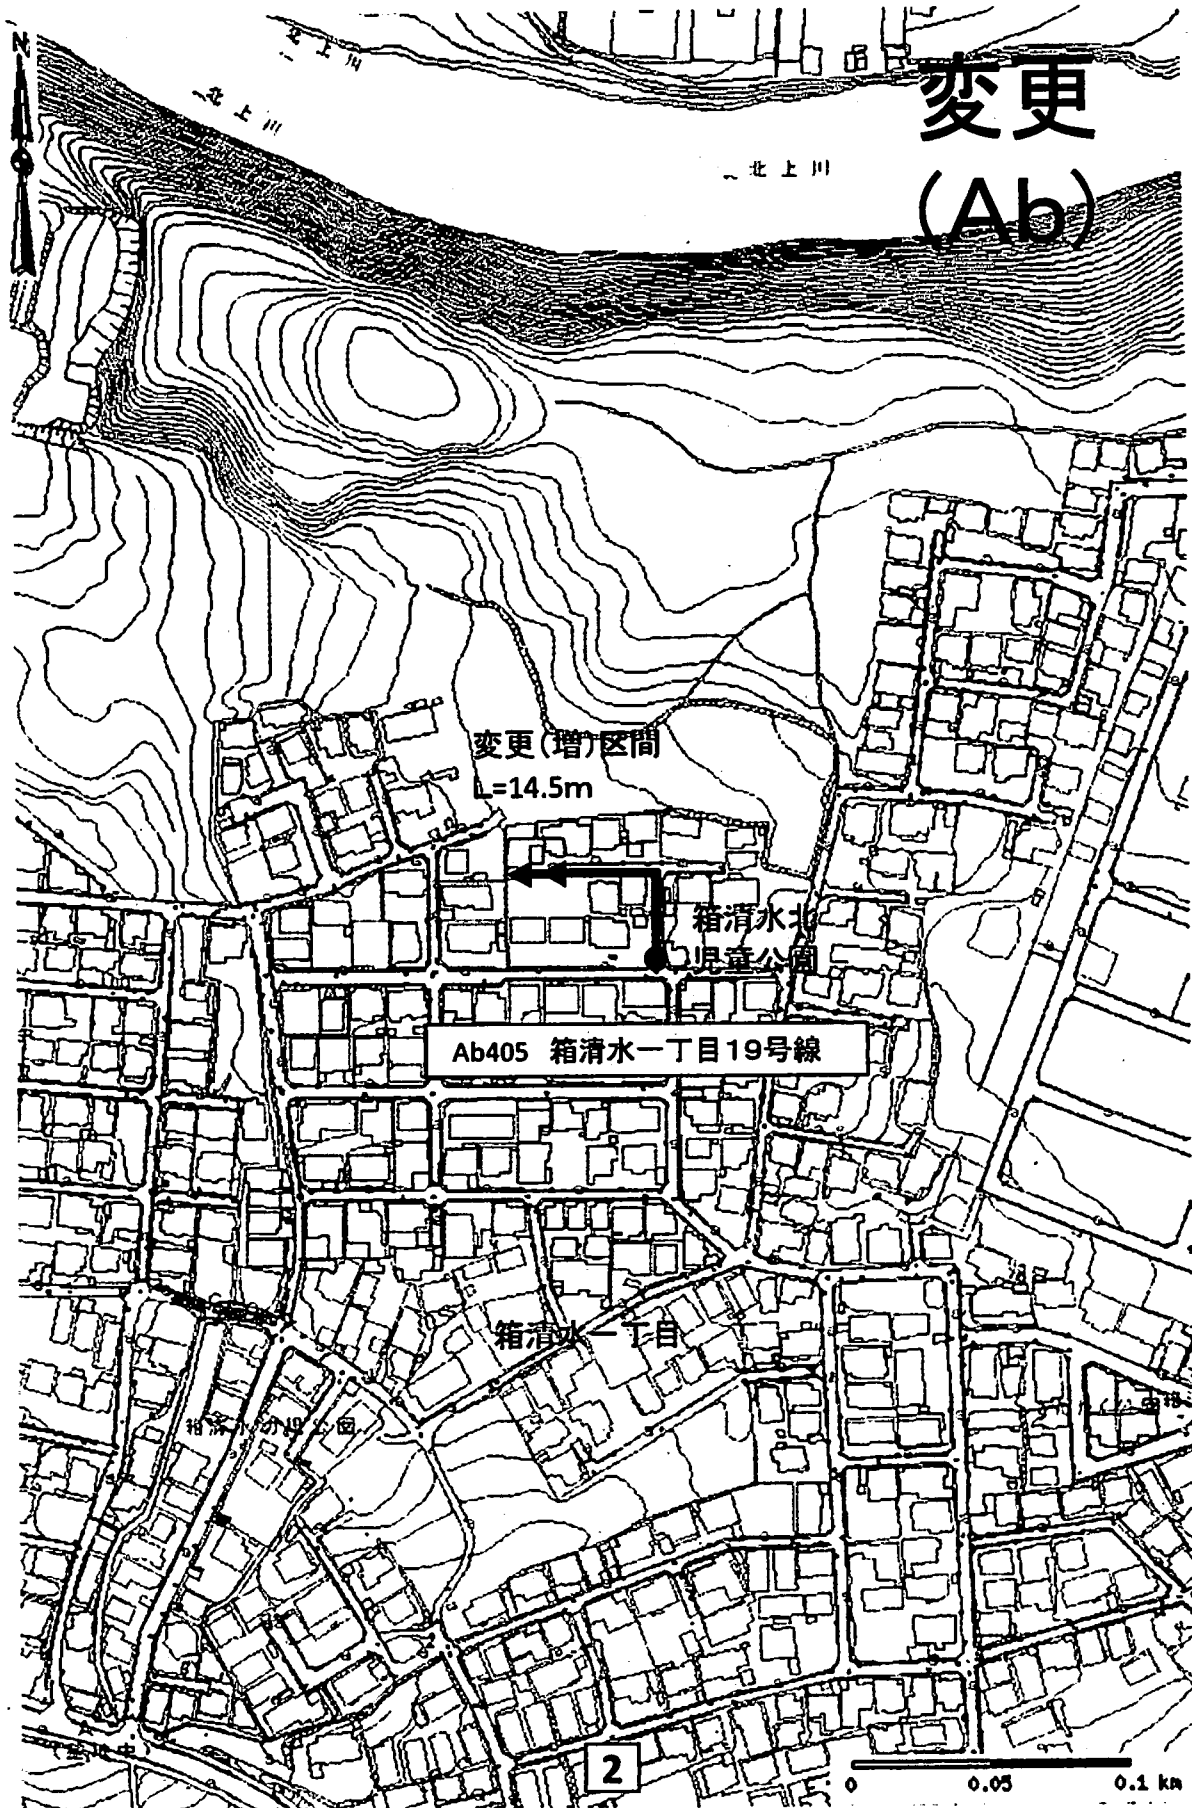 N
北上川
北上川
北上川
変更
(Ab)
変更(増)区間
L=14.5m
箱清水北
児童公園
Ab405 箱清水一丁目19号線
箱清水一丁目
2
0 0.05 0.1 km